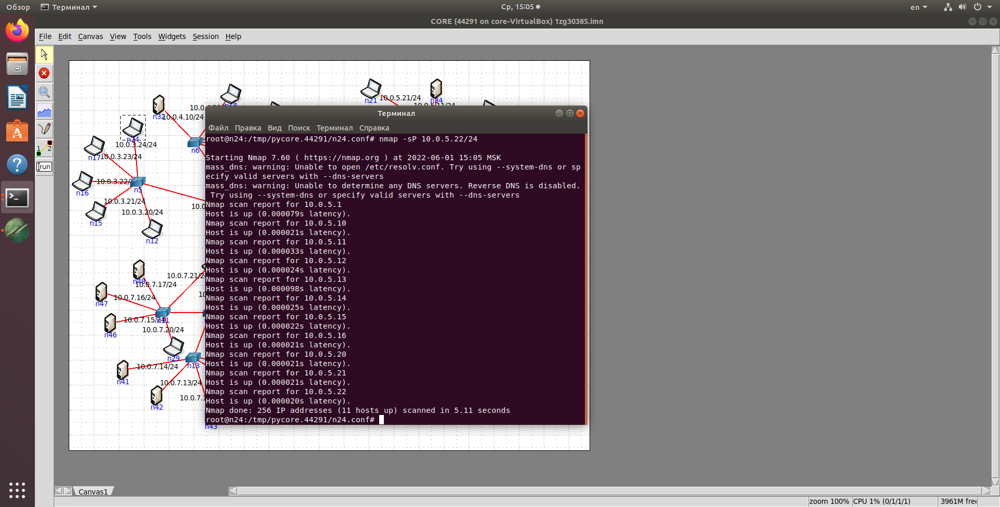 Обзор Терминал Ср, 15:05 en
CORE (44291 on core-VirtualBox) 1zg30385.imn
File Edit Canvas View Tools Widgets Session Help
n21 10.0.5.21/24 n34
n32 10.0.4.10/24
n24
10.0.3.24/24
n6
n17 10.0.3.23/24
10.0.3.22/
n5
n16
10.0.3.21/24
10.0.3.20/24
n15
n12
10.0.7.21/2
n48
10.0.7.17/24
10.0.7.16/24
n47
10.0.7.15/24
n46
10.0.7.20/24
n29
n13
10.0.7.14/24
n41
10.0.7.13/24
n42
n43
1 2
run
Терминал
Файл Правка Вид Поиск Терминал Справка
root@n24:/tmp/pycore.44291/n24.conf# nmap -sP 10.0.5.22/24
Starting Nmap 7.60 ( https://nmap.org ) at 2022-06-01 15:05 MSK
mass_dns: warning: Unable to open /etc/resolv.conf. Try using --system-dns or sp
ecify valid servers with --dns-servers
mass_dns: warning: Unable to determine any DNS servers. Reverse DNS is disabled.
Try using --system-dns or specify valid servers with --dns-servers
Nmap scan report for 10.0.5.1
Host is up (0.000079s latency).
Nmap scan report for 10.0.5.10
Host is up (0.000021s latency).
Nmap scan report for 10.0.5.11
Host is up (0.000033s latency).
Nmap scan report for 10.0.5.12
Host is up (0.000024s latency).
Nmap scan report for 10.0.5.13
Host is up (0.000098s latency).
Nmap scan report for 10.0.5.14
Host is up (0.000025s latency).
Nmap scan report for 10.0.5.15
Host is up (0.000022s latency).
Nmap scan report for 10.0.5.16
Host is up (0.000021s latency).
Nmap scan report for 10.0.5.20
Host is up (0.000021s latency).
Nmap scan report for 10.0.5.21
Host is up (0.000021s latency).
Nmap scan report for 10.0.5.22
Host is up (0.000020s latency).
Nmap done: 256 IP addresses (11 hosts up) scanned in 5.11 seconds
root@n24:/tmp/pycore.44291/n24.conf#
Canvas1
zoom 100% CPU 1% (0/1/1/1) 3961M free